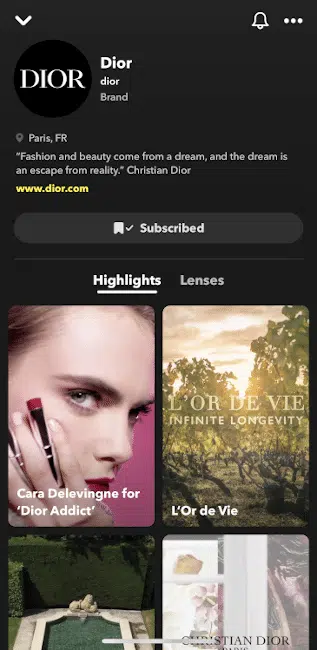 DIOR
Dior
dior
Brand
Paris, FR
“Fashion and beauty come from a dream, and the dream is
an escape from reality.” Christian Dior
www.dior.com
Subscribed
Highlights
Lenses
Cara Delevingne for
‘Dior Addict’
L'OR DE VIE
INFINITE LONGEVITY
L’Or de Vie
CHRISTIAN DIOR
PARIS